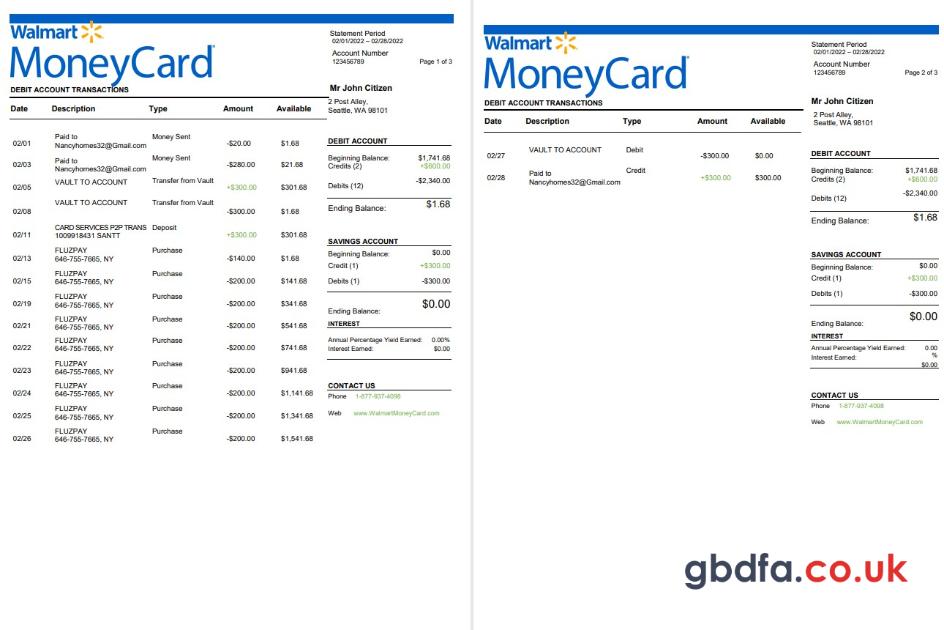 Walmart
MoneyCard
Statement Period
02/01/2022 – 02/28/2022
Account Number
123456789 Page 1 of 3
DEBIT ACCOUNT TRANSACTIONS
Mr John Citizen
2 Post Alley,
Seattle, WA 98101
Date Description Type Amount Available
02/01 Paid to Nancyhomes32@Gmail.com Money Sent -$20.00 $1.68
02/03 Paid to Nancyhomes32@Gmail.com Money Sent -$280.00 $21.68
02/05 VAULT TO ACCOUNT Transfer from Vault +$300.00 $301.68
02/08 VAULT TO ACCOUNT Transfer from Vault -$300.00 $1.68
02/11 CARD SERVICES P2P TRANS 1009918431 SANTT Deposit +$300.00 $301.68
02/13 FLUZPAY 646-755-7665, NY Purchase -$140.00 $1.68
02/15 FLUZPAY 646-755-7665, NY Purchase -$200.00 $141.68
02/19 FLUZPAY 646-755-7665, NY Purchase -$200.00 $341.68
02/21 FLUZPAY 646-755-7665, NY Purchase -$200.00 $541.68
02/22 FLUZPAY 646-755-7665, NY Purchase -$200.00 $741.68
02/23 FLUZPAY 646-755-7665, NY Purchase -$200.00 $941.68
02/24 FLUZPAY 646-755-7665, NY Purchase -$200.00 $1,141.68
02/25 FLUZPAY 646-755-7665, NY Purchase -$200.00 $1,341.68
02/26 FLUZPAY 646-755-7665, NY Purchase -$200.00 $1,541.68
DEBIT ACCOUNT
Beginning Balance: $1,741.68
Credits (2) +$600.00
Debits (12) -$2,340.00
Ending Balance: $1.68
SAVINGS ACCOUNT
Beginning Balance: $0.00
Credit (1) +$300.00
Debits (1) -$300.00
Ending Balance: $0.00
INTEREST
Annual Percentage Yield Earned: 0.00%
Interest Earned: $0.00
CONTACT US
Phone 1-877-937-4098
Web www.WalmartMoneyCard.com
Walmart
MoneyCard
Statement Period
02/01/2022 – 02/28/2022
Account Number
123456789 Page 2 of 3
DEBIT ACCOUNT TRANSACTIONS
Mr John Citizen
2 Post Alley,
Seattle, WA 98101
Date Description Type Amount Available
02/27 VAULT TO ACCOUNT Debit -$300.00 $0.00
02/28 Paid to Nancyhomes32@Gmail.com Credit +$300.00 $300.00
DEBIT ACCOUNT
Beginning Balance: $1,741.68
Credits (2) +$600.00
Debits (12) -$2,340.00
Ending Balance: $1.68
SAVINGS ACCOUNT
Beginning Balance: $0.00
Credit (1) +$300.00
Debits (1) -$300.00
Ending Balance: $0.00
INTEREST
Annual Percentage Yield Earned: 0.00
%
Interest Earned:
$0.00
CONTACT US
Phone 1-877-937-4098
Web www.WalmartMoneyCard.com
gbdfa.co.uk